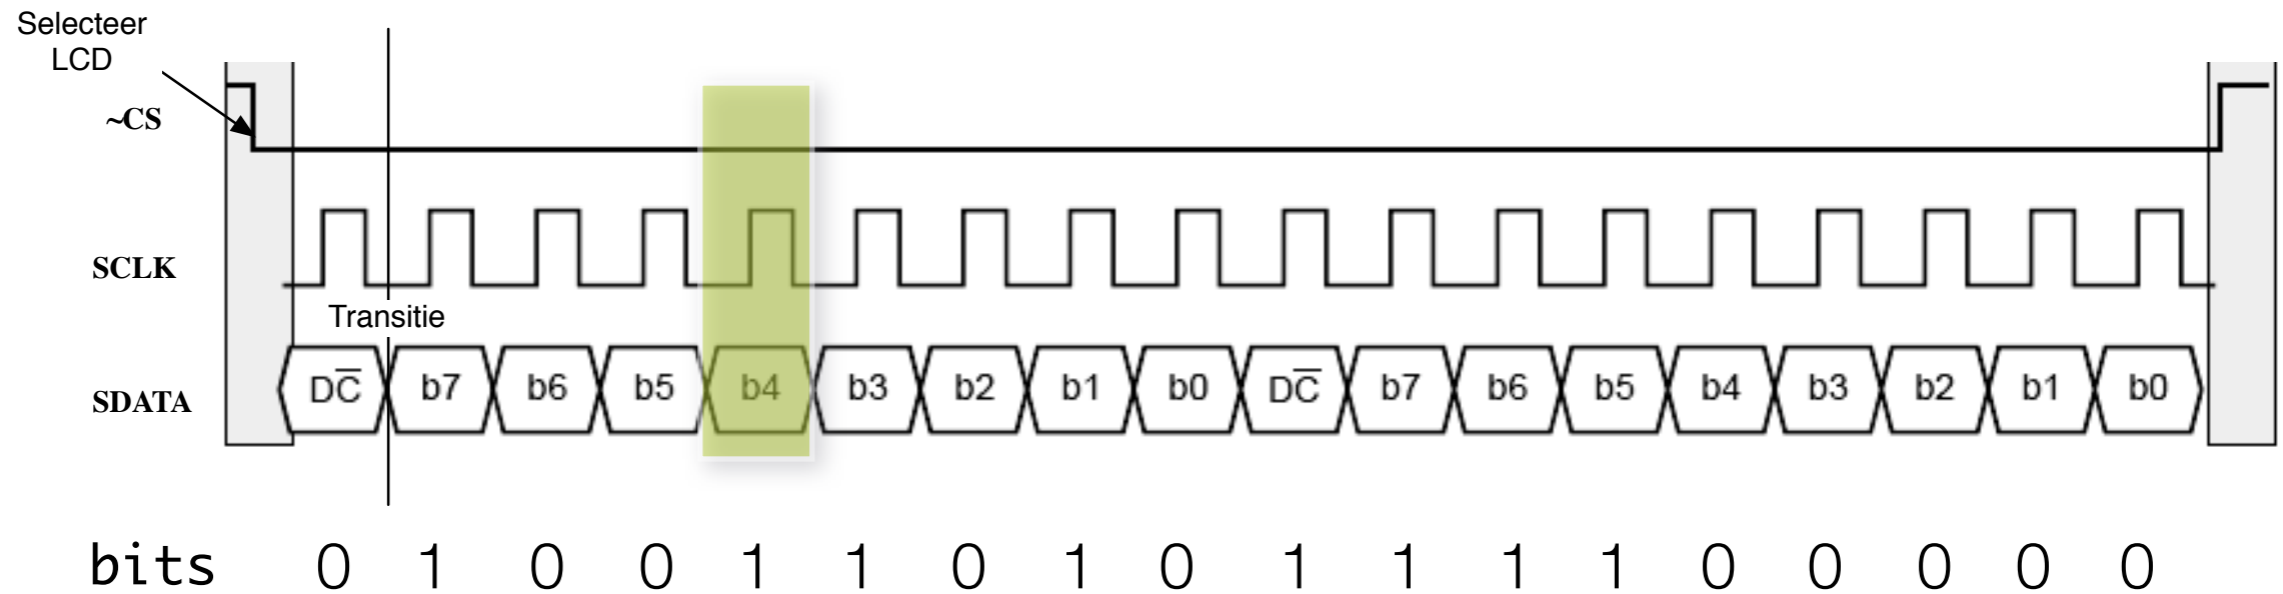 Selecteer
LCD
~CS
SCLK
Transitie
SDATA DC̅ b7 b6 b5 b4 b3 b2 b1 b0 DC̅ b7 b6 b5 b4 b3 b2 b1 b0
bits 0 1 0 0 1 1 0 1 0 1 1 1 1 0 0 0 0 0